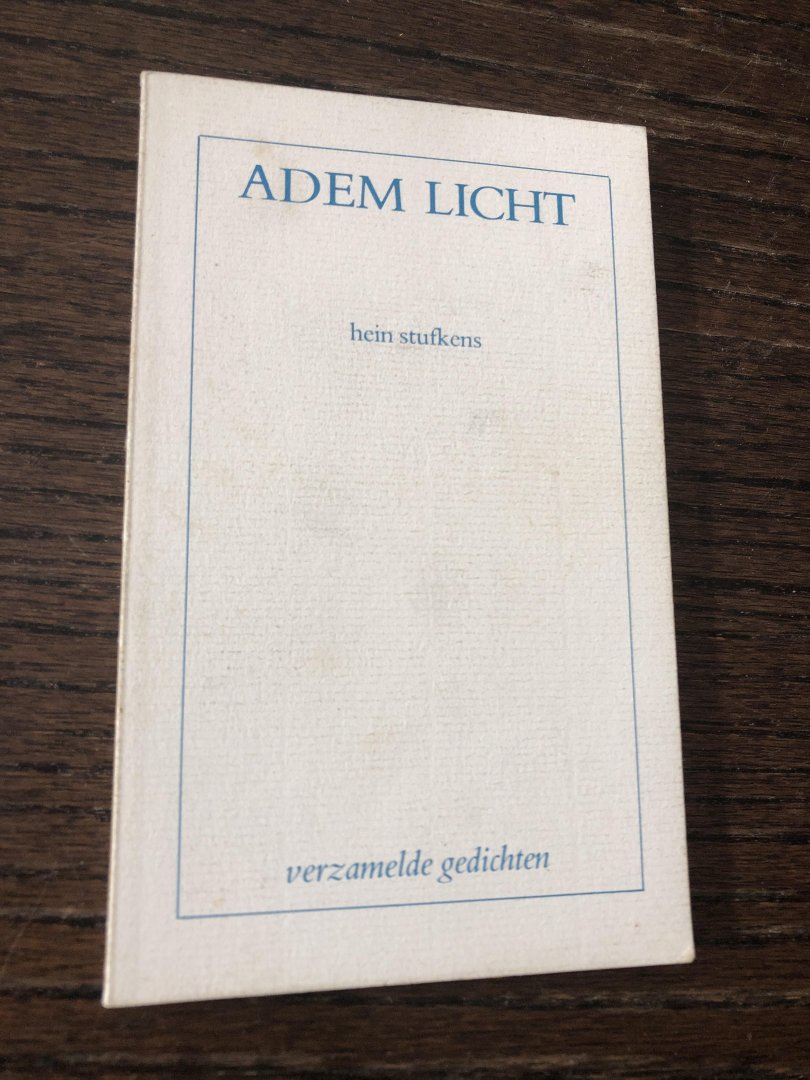 ADEM LICHT
hein stufkens
verzamelde gedichten